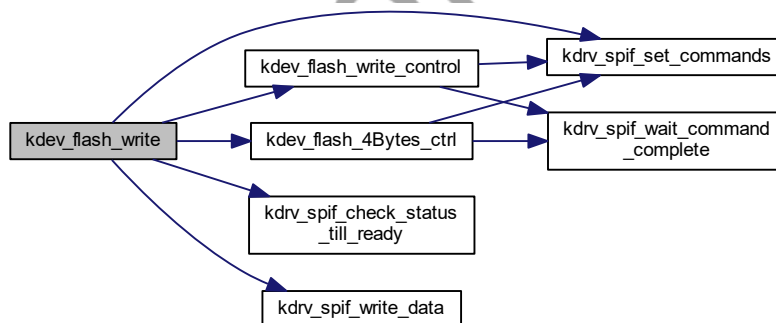 kdev_flash_write
kdev_flash_write_control
kdev_flash_4Bytes_ctrl
kdrv_spif_check_status
_till_ready
kdrv_spif_write_data
kdrv_spif_set_commands
kdrv_spif_wait_command
_complete